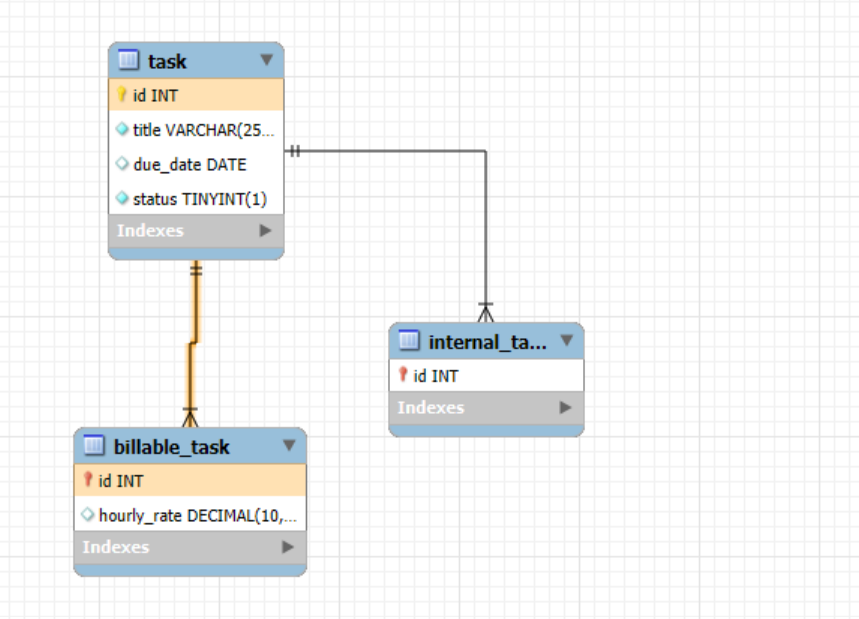 task
id INT
title VARCHAR(25...
due_date DATE
status TINYINT(1)
Indexes
internal_ta...
id INT
Indexes
billable_task
id INT
hourly_rate DECIMAL(10,...
Indexes